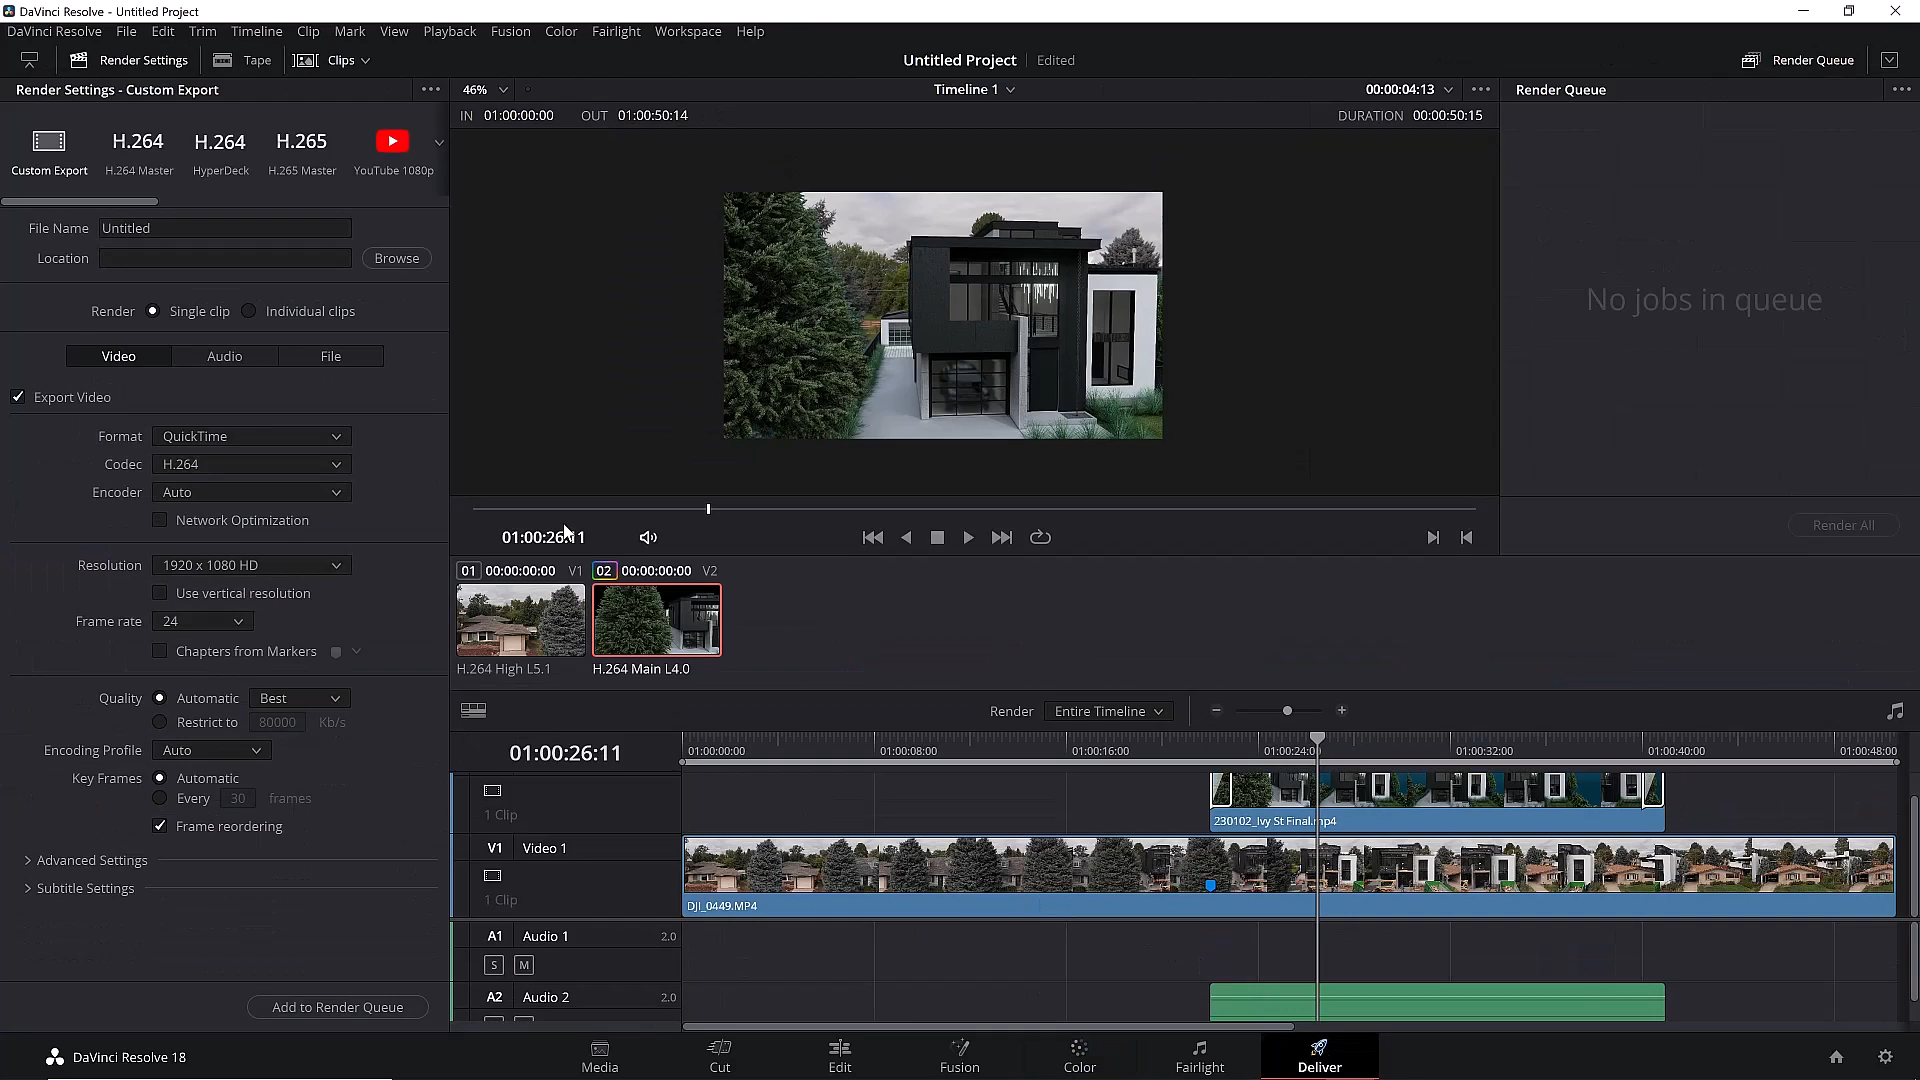 DaVinci Resolve - Untitled Project
DaVinci Resolve File Edit Trim Timeline Clip Mark View Playback Fusion Color Fairlight Workspace Help
Render Settings Tape Clips Untitled Project Edited Render Queue
Render Settings - Custom Export 46% Timeline 1 00:00:04:13 Render Queue
IN 01:00:00:00 OUT 01:00:50:14 DURATION 00:00:50:15
H.264 H.264 H.265
Custom Export H.264 Master HyperDeck H.265 Master YouTube 1080p
File Name Untitled
Location Browse
No jobs in queue
Render Single clip Individual clips
Video Audio File
Export Video
Format QuickTime
Codec H.264
Encoder Auto
Network Optimization
Render All
01:00:26:11
Resolution 1920 x 1080 HD
01 00:00:00:00 V1 02 00:00:00:00 V2
Use vertical resolution
Frame rate 24
Chapters from Markers
H.264 High L5.1 H.264 Main L4.0
Quality Automatic Best
Restrict to 80000 Kb/s
Render Entire Timeline
Encoding Profile Auto
01:00:26:11 01:00:00:00 01:00:08:00 01:00:16:00 01:00:24:00 01:00:32:00 01:00:40:00 01:00:48:00
Key Frames Automatic
Every 30 frames
1 Clip
230102_Ivy St Final.mp4
Frame reordering
V1 Video 1
Advanced Settings
Subtitle Settings
1 Clip
DJI_0449.MP4
A1 Audio 1 2.0
S M
A2 Audio 2 2.0
Add to Render Queue
DaVinci Resolve 18
Media Cut Edit Fusion Color Fairlight Deliver